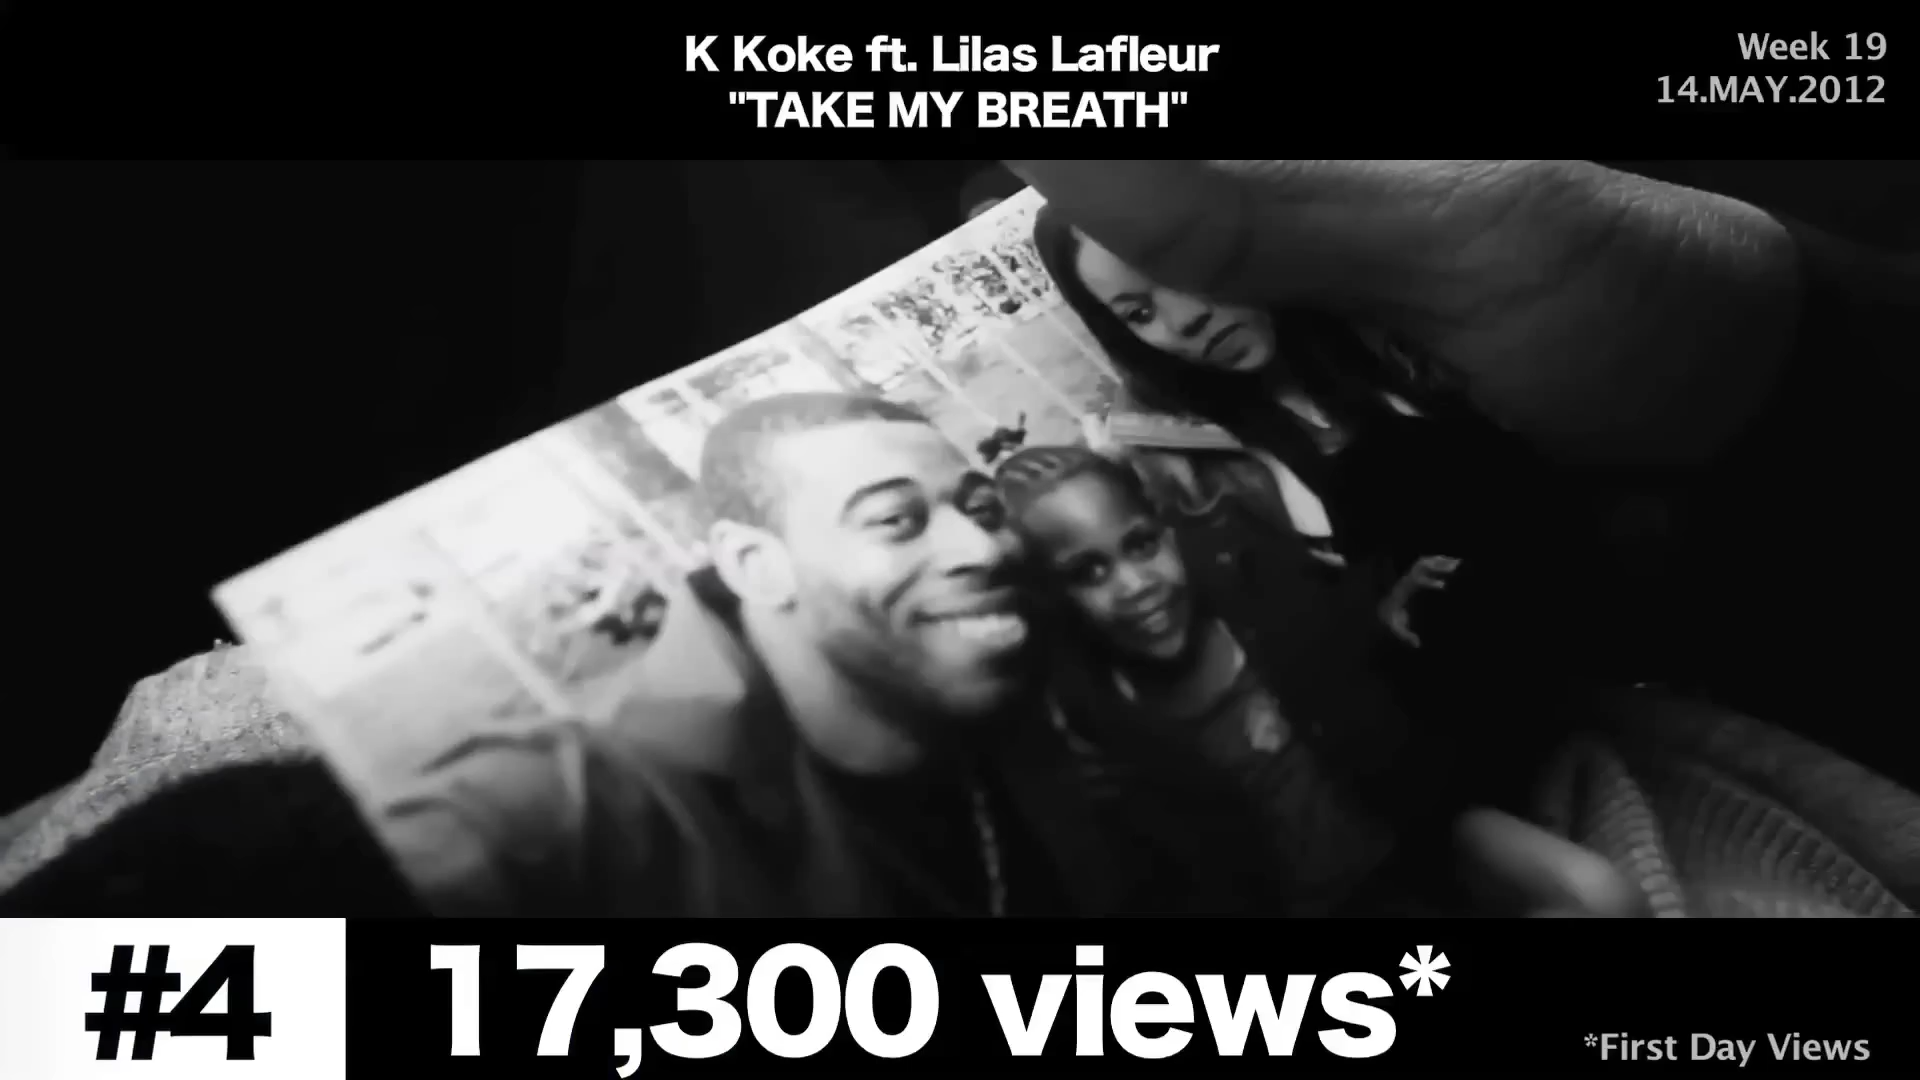 K Koke ft. Lilas Lafleur
"TAKE MY BREATH"
Week 19
14.MAY.2012
#4
17,300 views*
*First Day Views